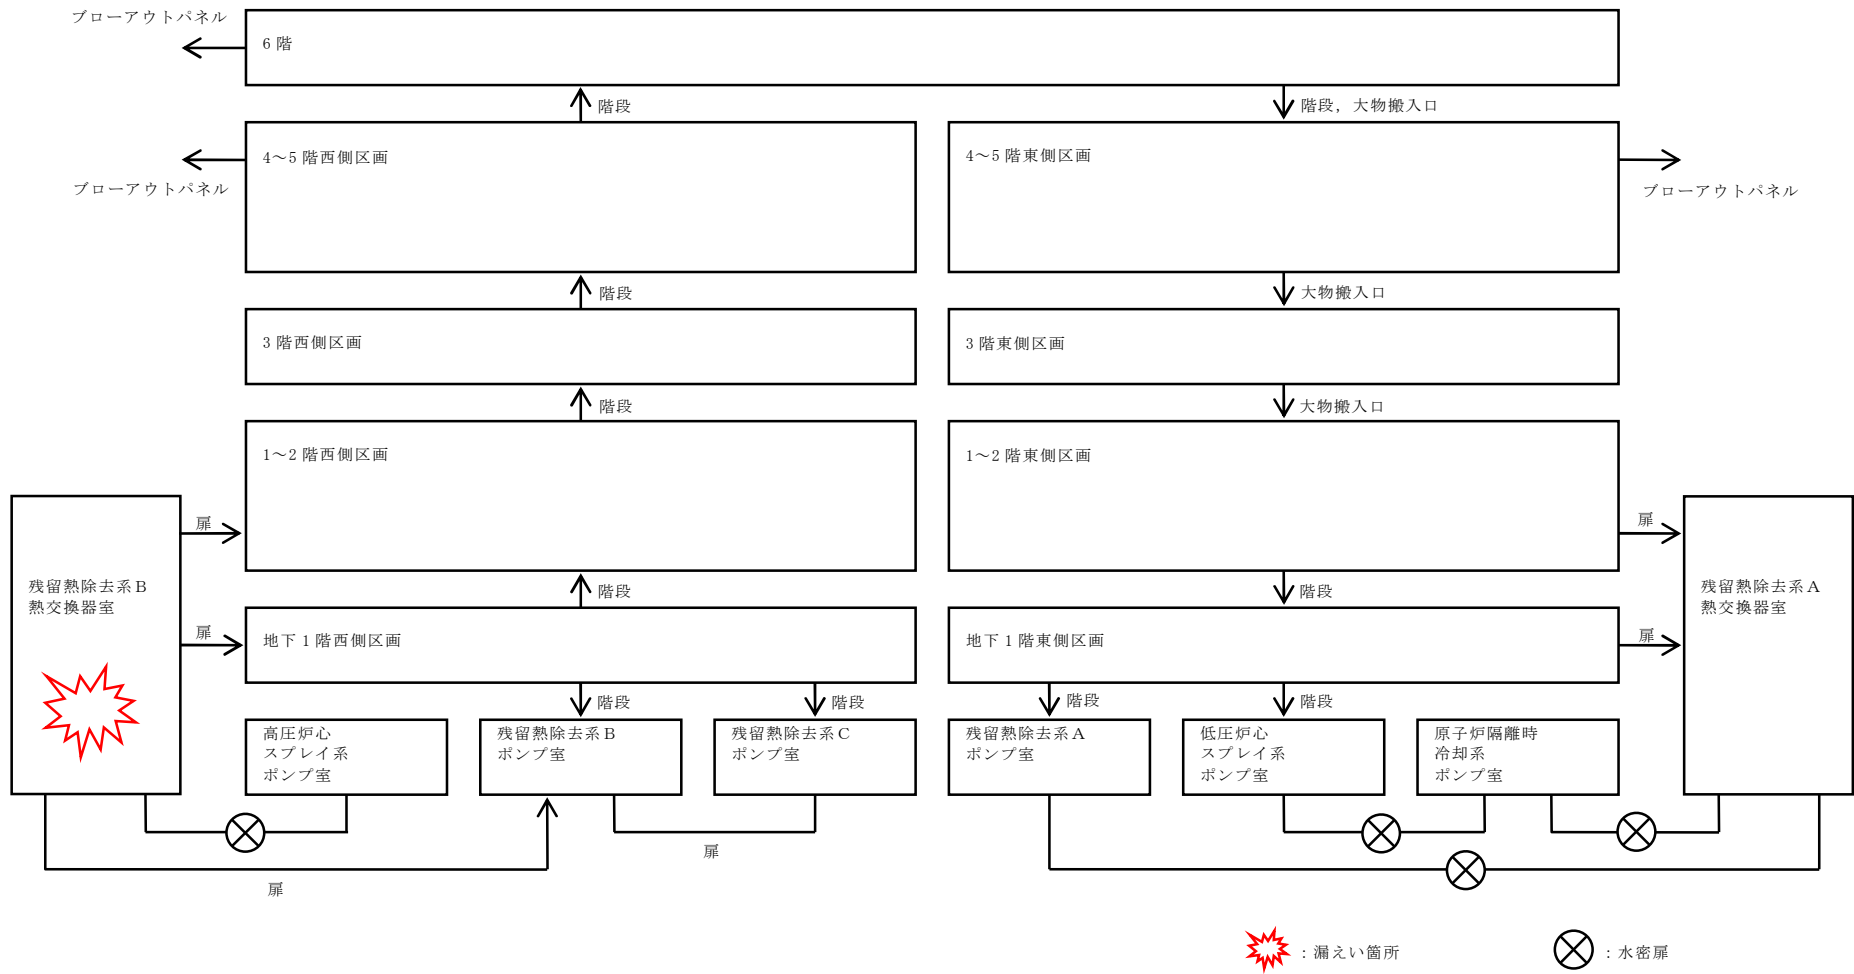 ブローアウトパネル
6 階
階段
階段，大物搬入口
4～5 階西側区画
4～5 階東側区画
ブローアウトパネル
ブローアウトパネル
階段
大物搬入口
3 階西側区画
3 階東側区画
階段
大物搬入口
1～2 階西側区画
1～2 階東側区画
扉
扉
残留熱除去系Ｂ
熱交換器室
残留熱除去系Ａ
熱交換器室
階段
階段
扉
扉
地下 1 階西側区画
地下 1 階東側区画
階段
階段
階段
階段
高圧炉心
スプレイ系
ポンプ室
残留熱除去系Ｂ
ポンプ室
残留熱除去系Ｃ
ポンプ室
残留熱除去系Ａ
ポンプ室
低圧炉心
スプレイ系
ポンプ室
原子炉隔離時
冷却系
ポンプ室
扉
扉
：漏えい箇所
：水密扉